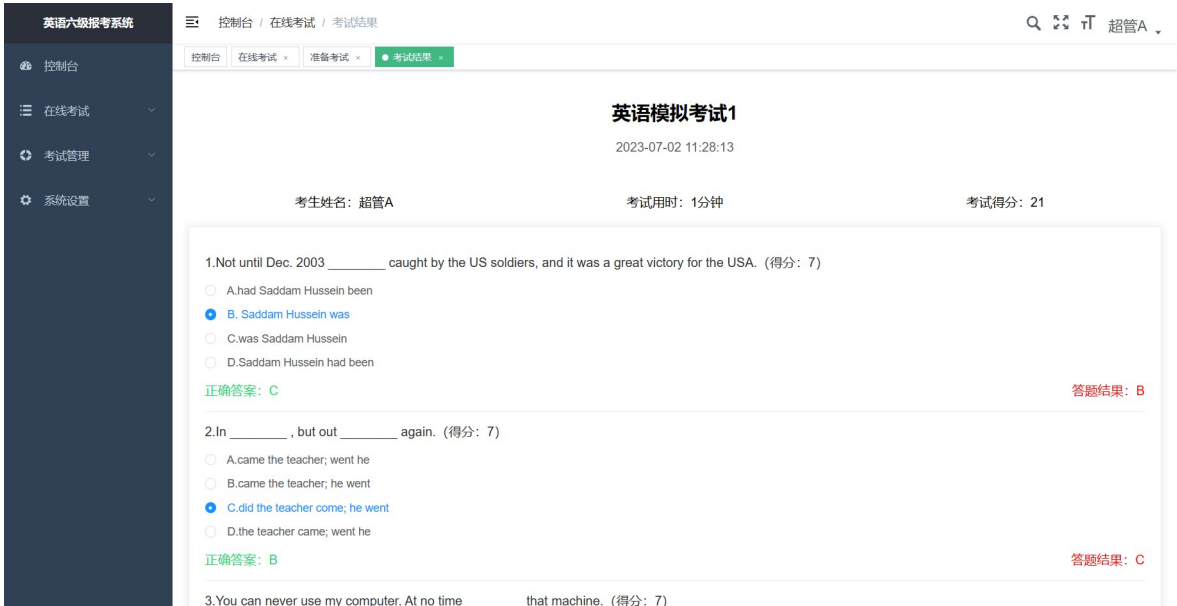 英语六级报考系统
控制台 / 在线考试 / 考试结果
超管A
控制台
在线考试 ×
准备考试 ×
考试结果 ×
控制台
在线考试
考试管理
系统设置
英语模拟考试1
2023-07-02 11:28:13
考生姓名：超管A
考试用时：1分钟
考试得分：21
1.Not until Dec. 2003 ________ caught by the US soldiers, and it was a great victory for the USA.（得分：7）
A.had Saddam Hussein been
B. Saddam Hussein was
C.was Saddam Hussein
D.Saddam Hussein had been
正确答案：C
答题结果：B
2.In ________ , but out ________ again.（得分：7）
A.came the teacher; went he
B.came the teacher; he went
C.did the teacher come; he went
D.the teacher came; went he
正确答案：B
答题结果：C
3.You can never use my computer. At no time ________ that machine.（得分：7）